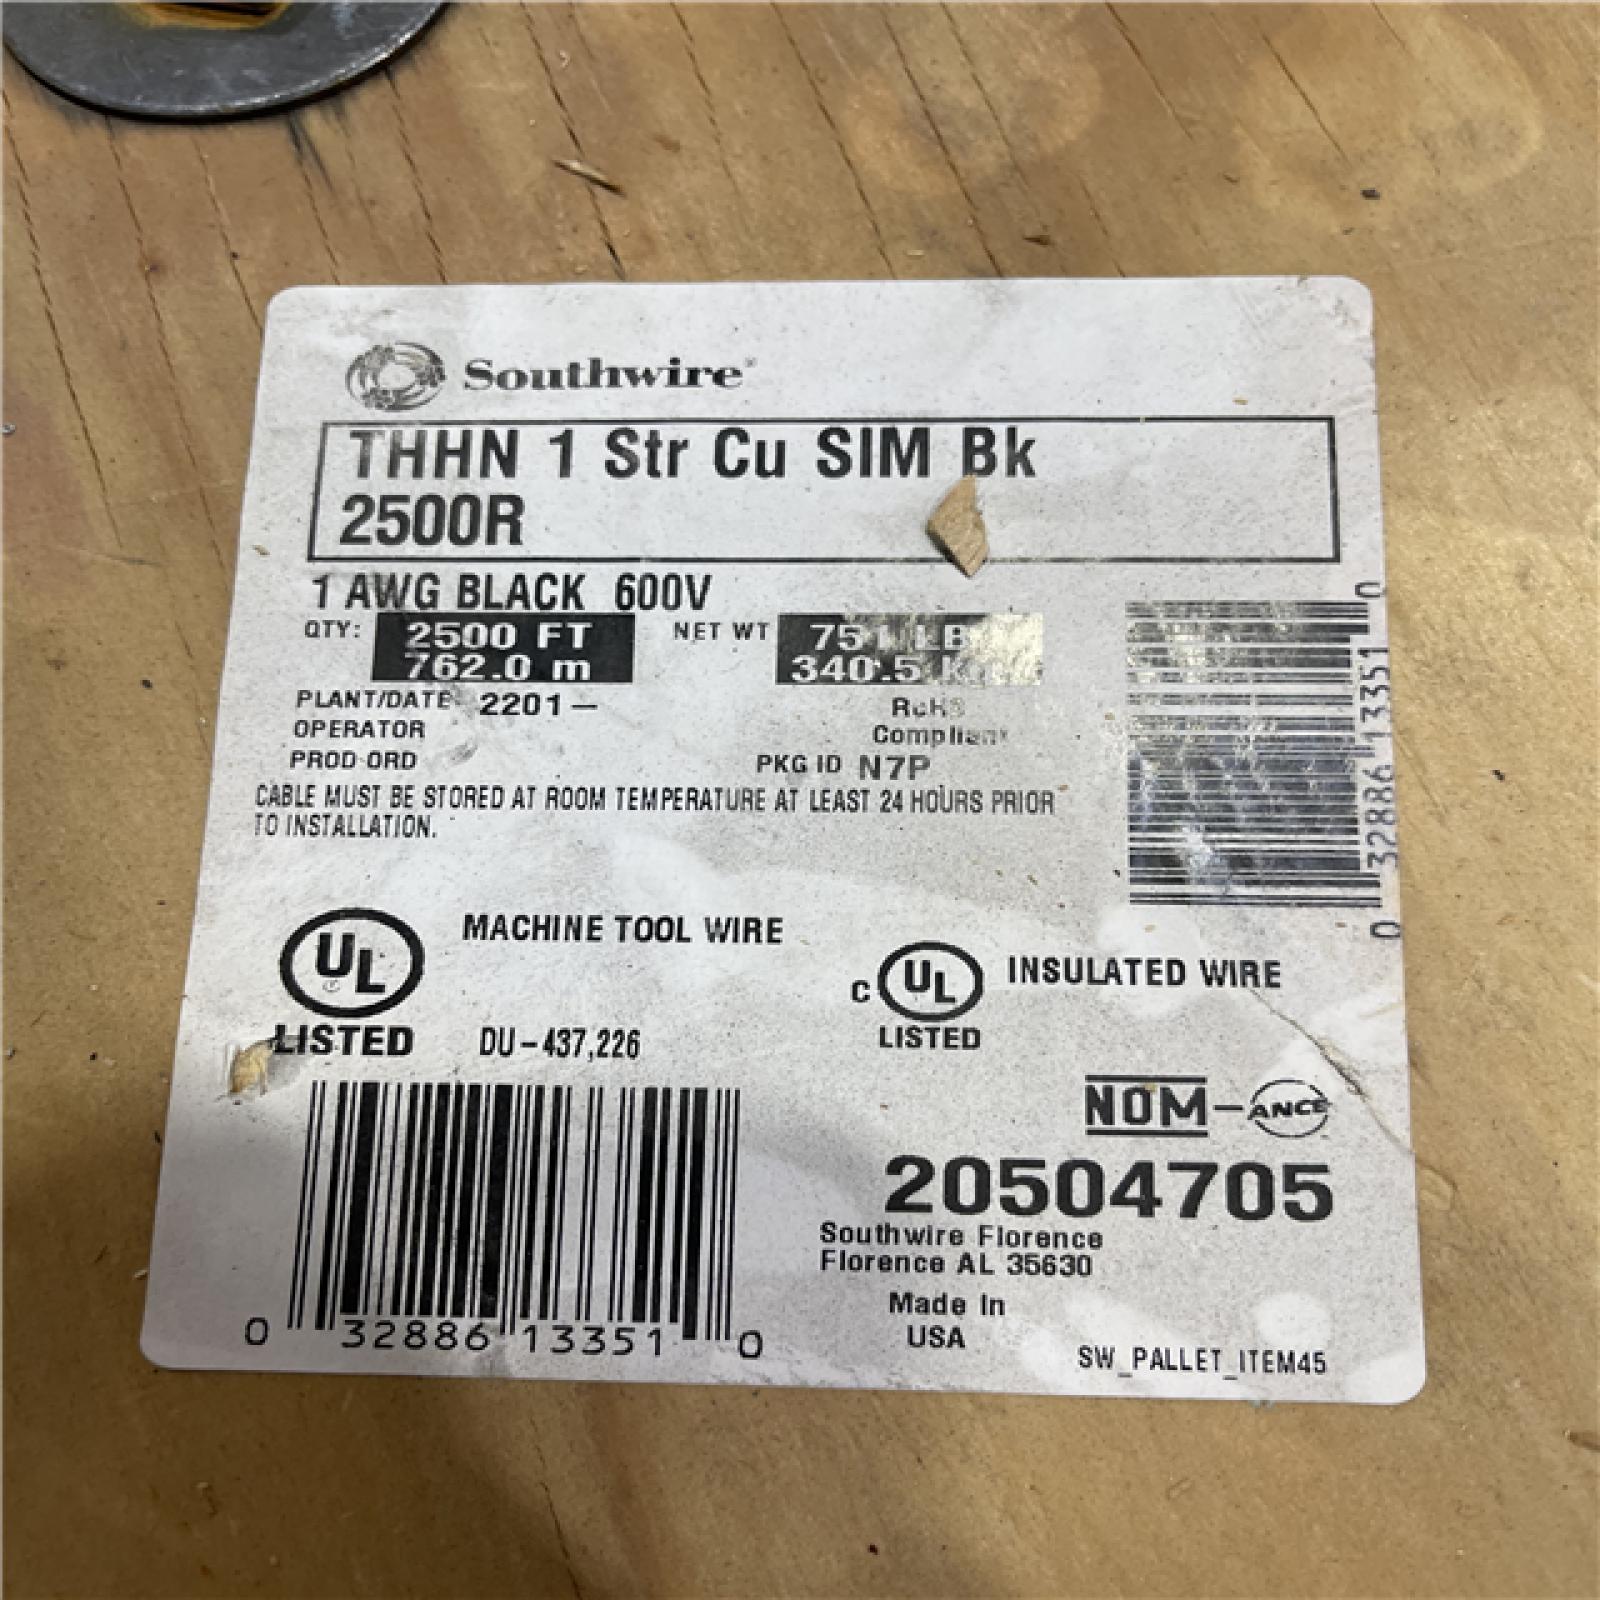 Southwire®
THHN 1 Str Cu SIM Bk
2500R
1 AWG BLACK 600V
QTY: 2500 FT NET WT 751 LB
762.0 m 340.5
PLANT/DATE 2201- RoHS
OPERATOR Compliant
PROD ORD PKG ID N7P
CABLE MUST BE STORED AT ROOM TEMPERATURE AT LEAST 24 HOURS PRIOR
TO INSTALLATION.
0 32886 13351 0
UL MACHINE TOOL WIRE
LISTED DU-437,226
C UL INSULATED WIRE
LISTED
NOM-ANCE
20504705
Southwire Florence
Florence AL 35630
Made In
USA
SW_PALLET_ITEM45
0 32886 13351 0